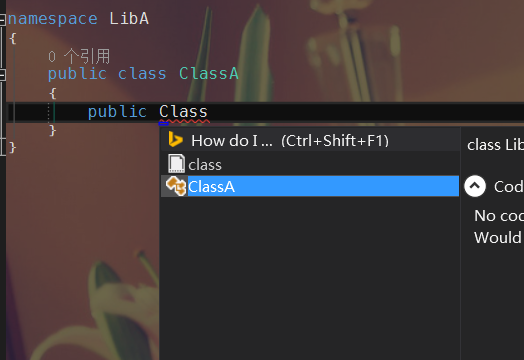 namespace LibA
{
0 个引用
public class ClassA
{
public Class
}
}
How do I ... (Ctrl+Shift+F1)
class
ClassA
class Lib
Cod
No cod
Would